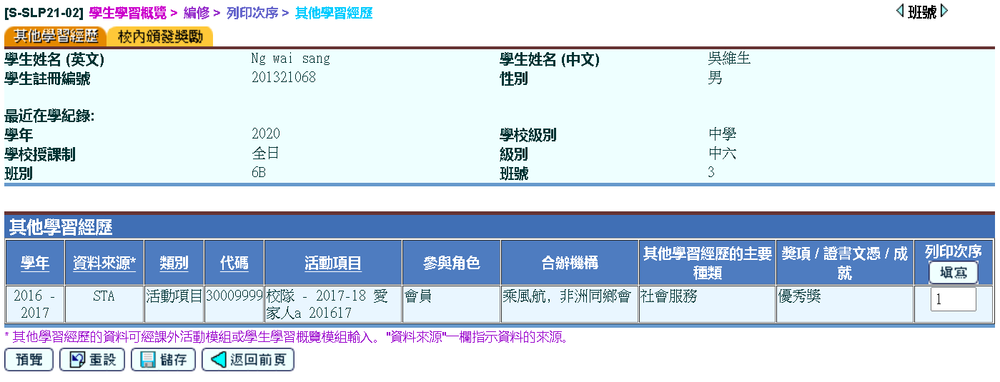 [S-SLP21-02] 學生學習概覽 > 編修 > 列印次序 > 其他學習經歷
班號
其他學習經歷 校內頒發獎勵
學生姓名 (英文) Ng wai sang 學生姓名 (中文) 吳維生
學生註冊編號 201321068 性別 男
最近在學紀錄:
學年 2020 學校級別 中學
學校授課制 全日 級別 中六
班別 6B 班號 3
其他學習經歷
學年 資料來源* 類別 代碼 活動項目 參與角色 合辦機構 其他學習經歷的主要種類 獎項 / 證書文憑 / 成就 列印次序
填寫
2016 - 2017 STA 活動項目 30009999 校隊 - 2017-18 愛家人a 201617 會員 乘風航, 非洲同鄉會 社會服務 優秀獎 1
* 其他學習經歷的資料可經課外活動模組或學生學習概覽模組輸入。"資料來源"一欄指示資料的來源。
預覽 重設 儲存 返回前頁